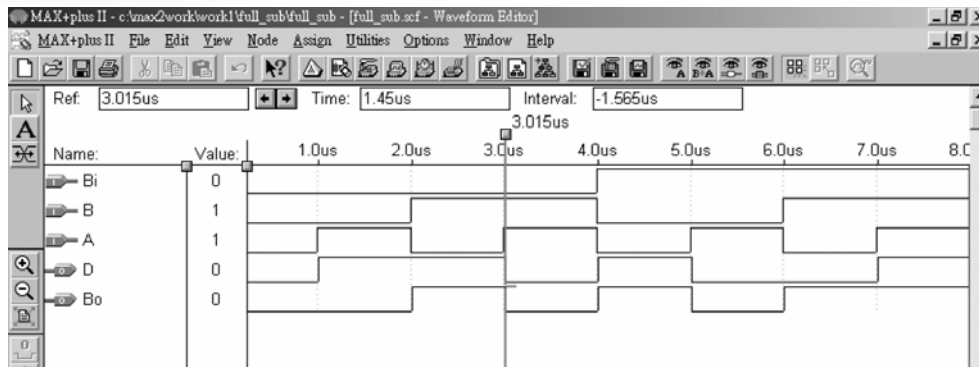 MAX+plus II - c:\max2work\work1\full_sub\full_sub - [full_sub.scf - Waveform Editor]
MAX+plus II File Edit View Node Assign Utilities Options Window Help
Ref: 3.015us Time: 1.45us Interval: -1.565us
3.015us
Name: Value: 1.0us 2.0us 3.0us 4.0us 5.0us 6.0us 7.0us 8.0
Bi 0
B 1
A 1
D 0
Bo 0